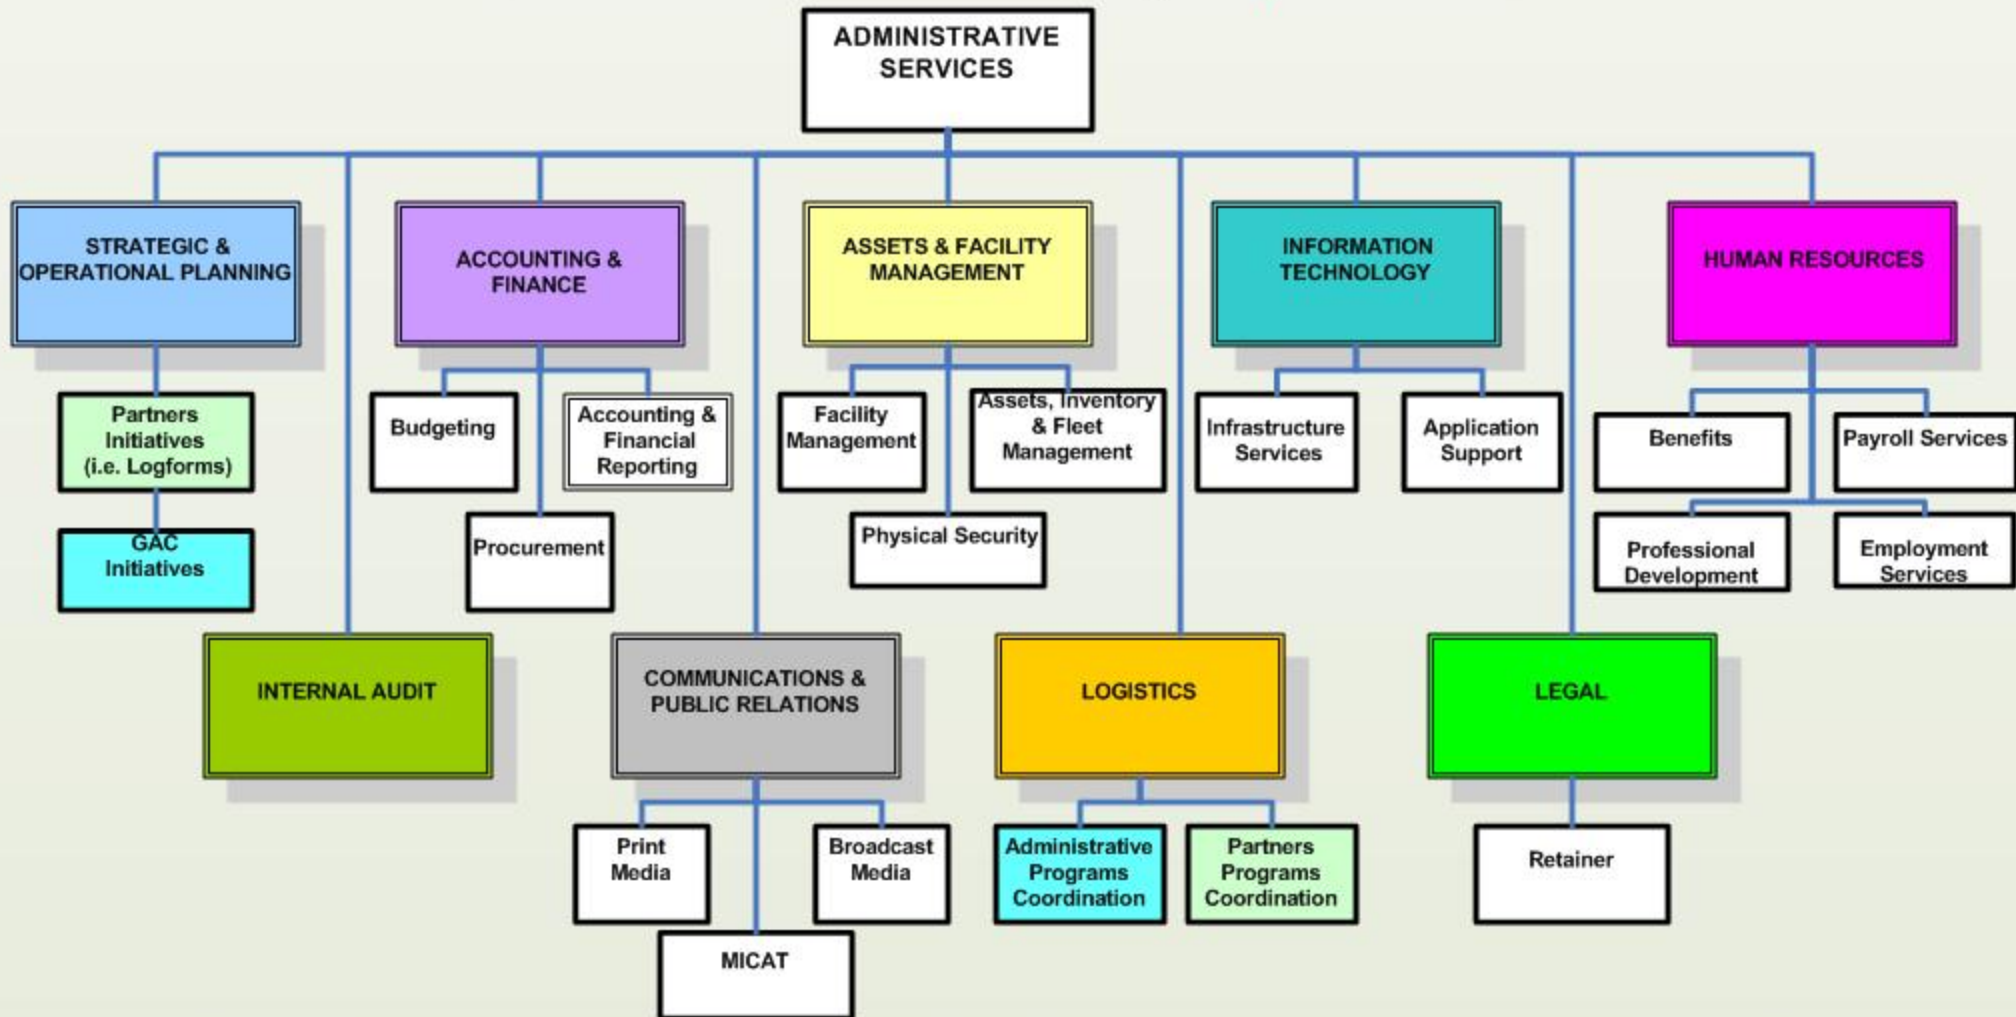 ADMINISTRATIVE
SERVICES
STRATEGIC &
OPERATIONAL PLANNING
ACCOUNTING &
FINANCE
ASSETS & FACILITY
MANAGEMENT
INFORMATION
TECHNOLOGY
HUMAN RESOURCES
Partners
Initiatives
(i.e. Logforms)
GAC
Initiatives
Budgeting
Accounting &
Financial
Reporting
Procurement
Facility
Management
Assets, Inventory
& Fleet
Management
Physical Security
Infrastructure
Services
Application
Support
Benefits
Payroll Services
Professional
Development
Employment
Services
INTERNAL AUDIT
COMMUNICATIONS &
PUBLIC RELATIONS
LOGISTICS
LEGAL
Print
Media
Broadcast
Media
MICAT
Administrative
Programs
Coordination
Partners
Programs
Coordination
Retainer